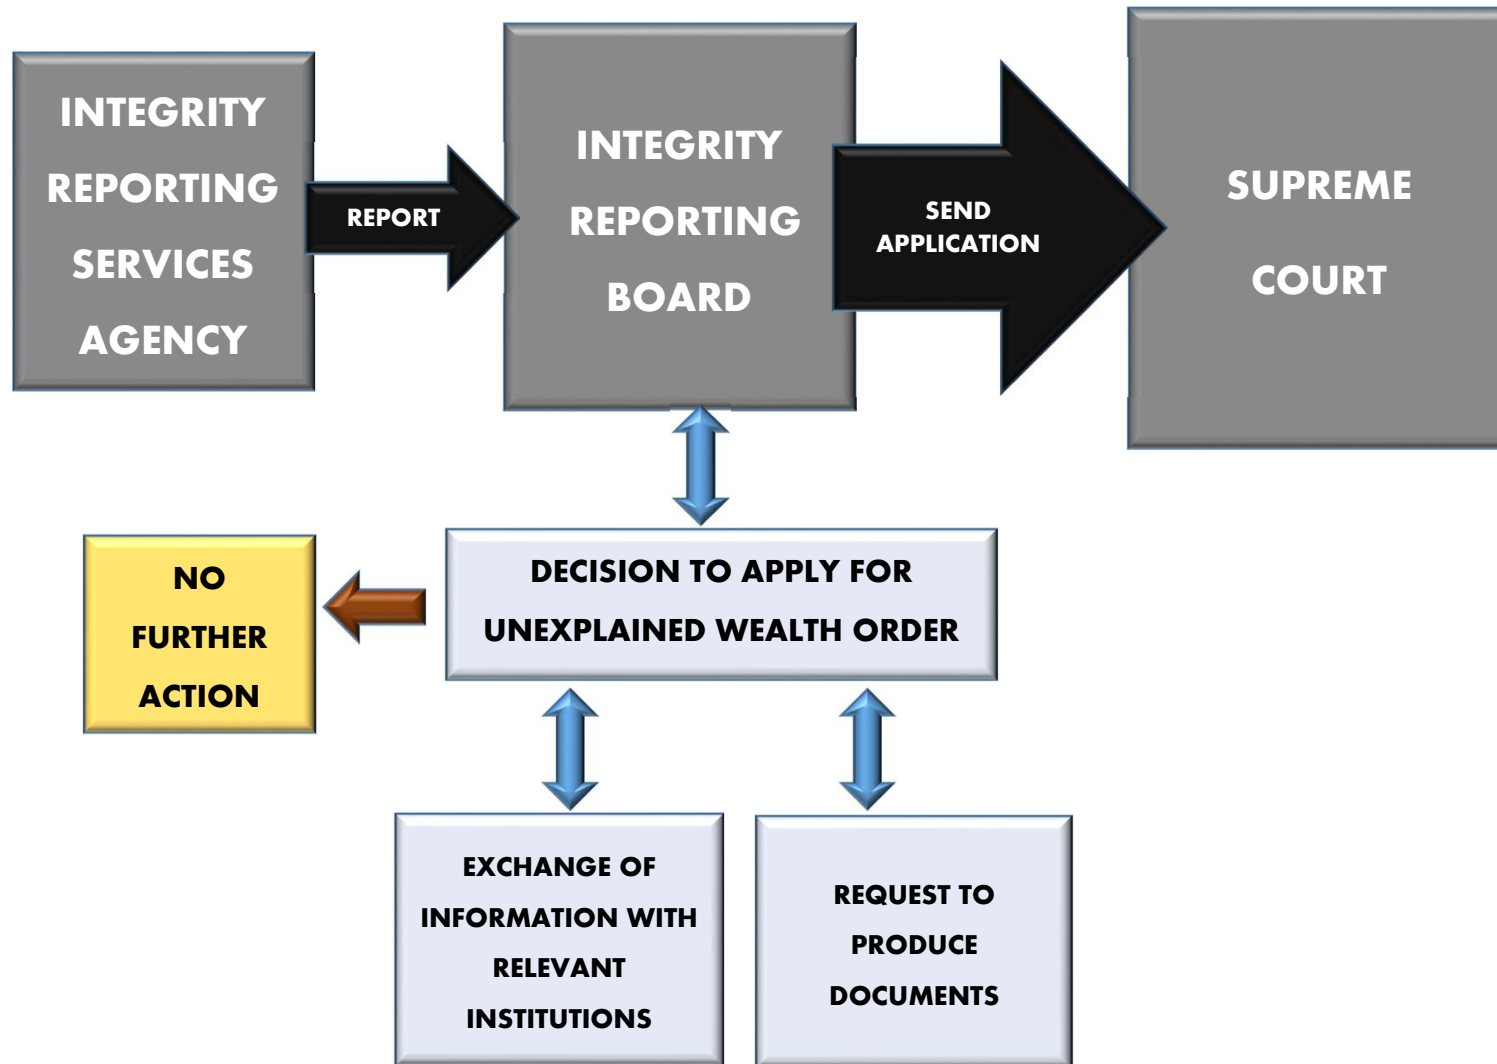 INTEGRITY
REPORTING
SERVICES
AGENCY
REPORT
INTEGRITY
REPORTING
BOARD
SEND
APPLICATION
SUPREME
COURT
DECISION TO APPLY FOR
UNEXPLAINED WEALTH ORDER
NO
FURTHER
ACTION
EXCHANGE OF
INFORMATION WITH
RELEVANT
INSTITUTIONS
REQUEST TO
PRODUCE
DOCUMENTS